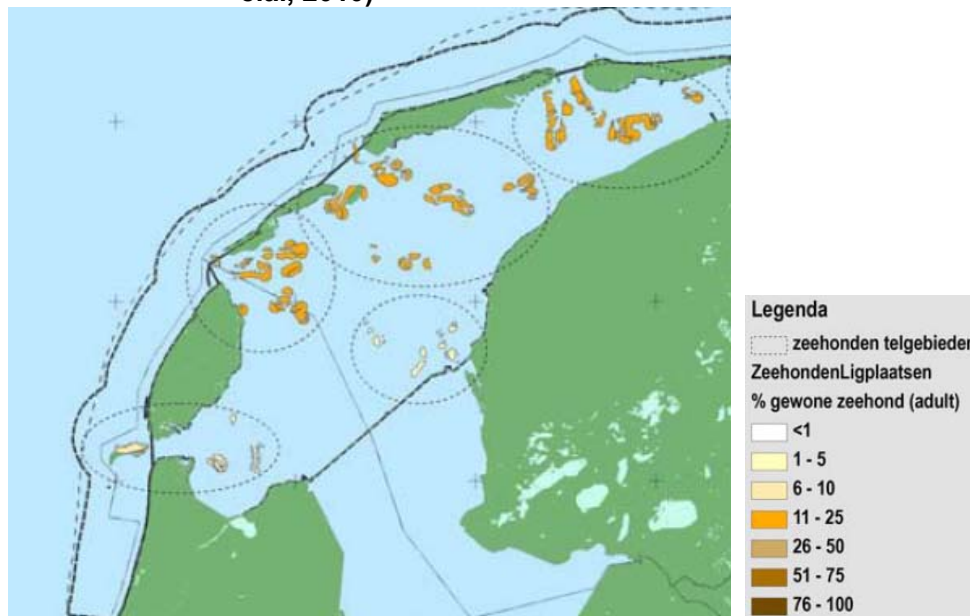 2010)
Legenda
zeehonden telgebieden
ZeehondenLigplaatsen
% gewone zeehond (adult)
<1
1 - 5
6 - 10
11 - 25
26 - 50
51 - 75
76 - 100